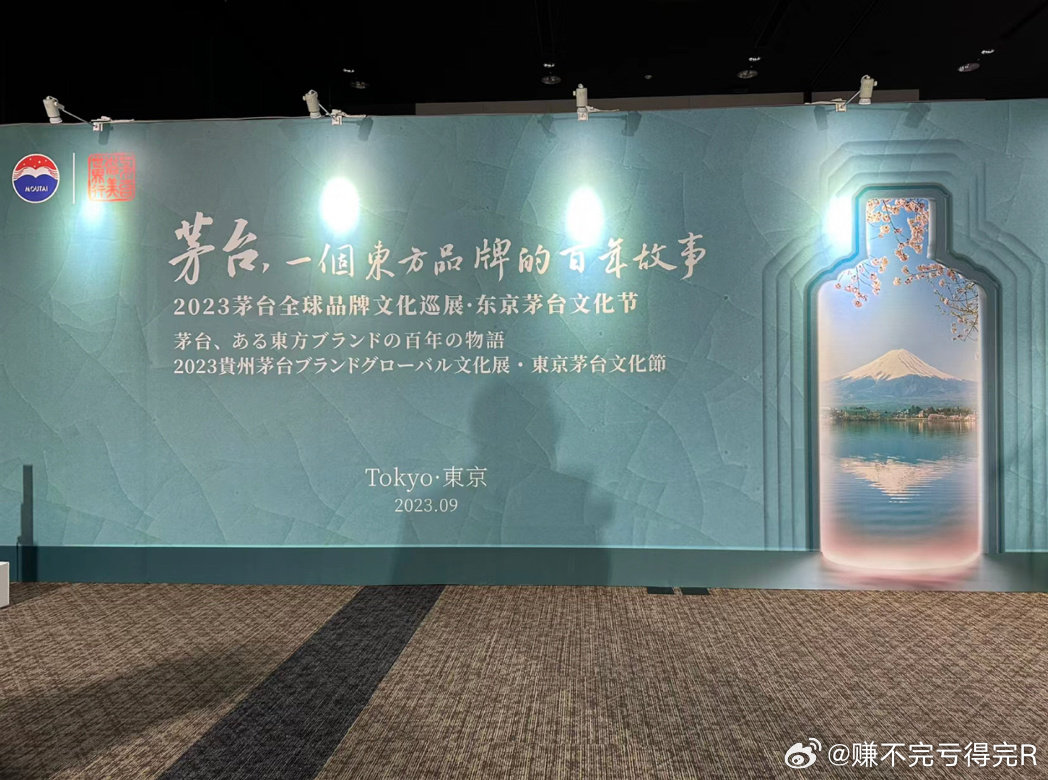 MOUTAI
茅台,一個東方品牌的百年故事
2023茅台全球品牌文化巡展·东京茅台文化节
茅台、ある東方ブランドの百年の物語
2023貴州茅台ブランドグローバル文化展・東京茅台文化節
Tokyo·東京
2023.09
@赚不完亏得完R